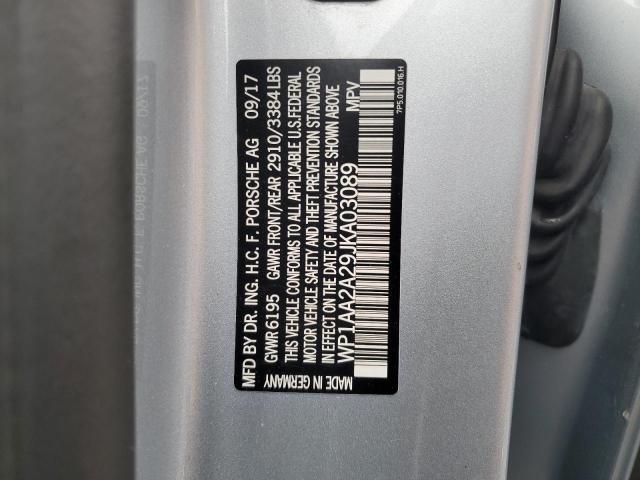 MFD BY DR. ING. H.C. F. PORSCHE AG 09/17
GVWR 6195 GAWR FRONT/REAR 2910/3384 LBS
THIS VEHICLE CONFORMS TO ALL APPLICABLE U.S. FEDERAL
MOTOR VEHICLE SAFETY AND THEFT PREVENTION STANDARDS
IN EFFECT ON THE DATE OF MANUFACTURE SHOWN ABOVE
WP1AA2A29JKA03089 MPV
MADE IN GERMANY
7P5.010.016.H